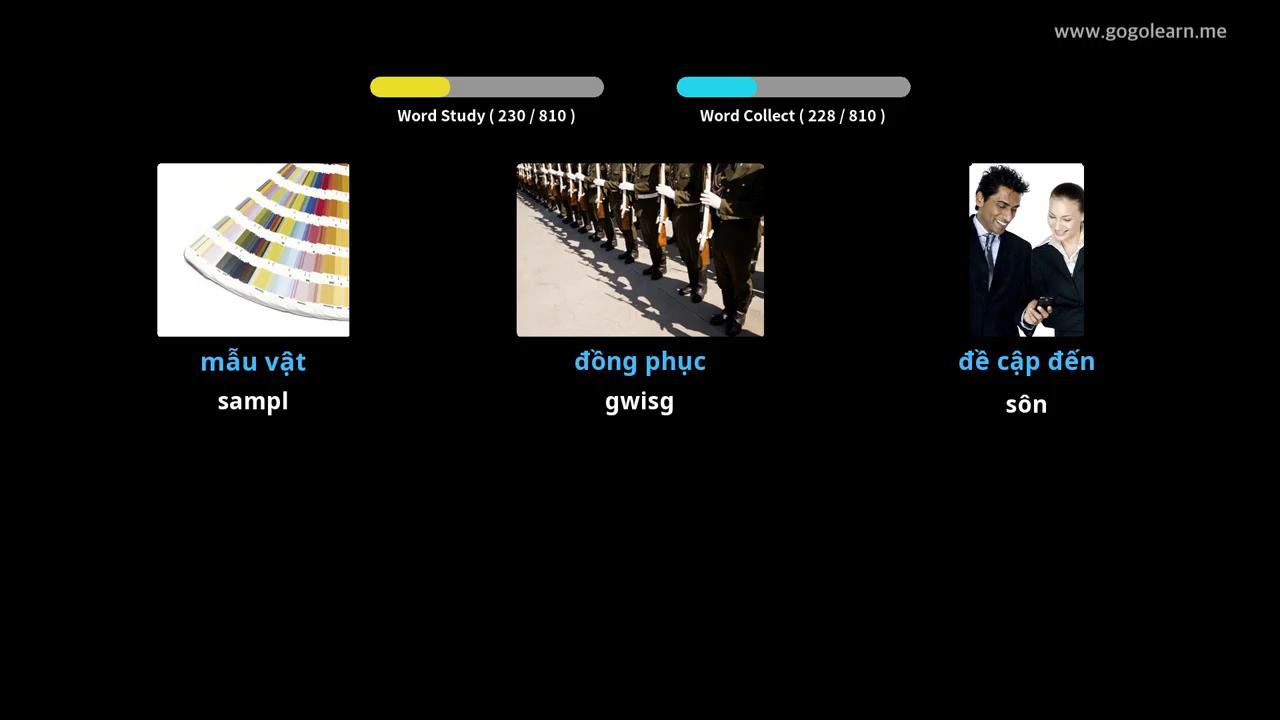 www.gogolearn.me
Word Study ( 230 / 810 )
Word Collect ( 228 / 810 )
mẫu vật
sampl
đồng phục
gwisg
đề cập đến
sôn